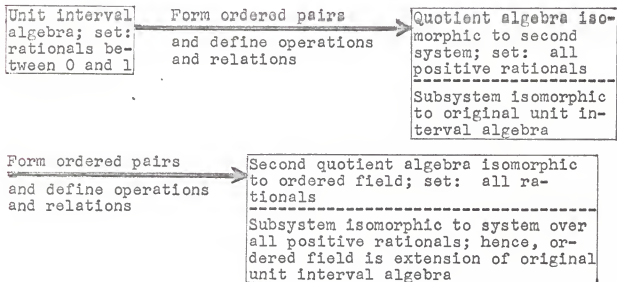 Unit interval
algebra; set:
rationals be-
tween 0 and 1
Form ordered pairs
and define operations
and relations
Quotient algebra iso-
morphic to second
system; set: all
positive rationals
Subsystem isomorphic
to original unit in-
terval algebra
Form ordered pairs
and define operations
and relations
Second quotient algebra isomorphic
to ordered field; set: all ra-
tionals
Subsystem isomorphic to system over
all positive rationals; hence, or-
dered field is extension of original
unit interval algebra